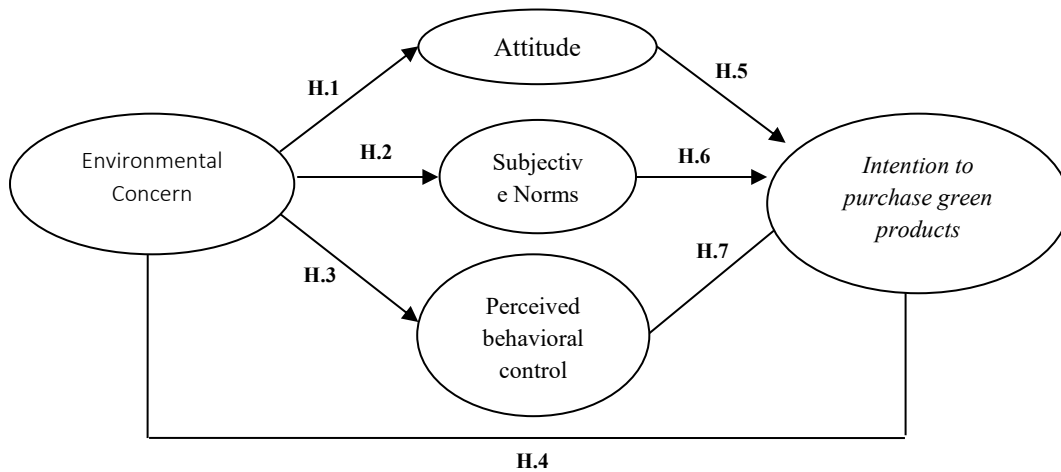 Attitude
H.5
H.1
Environmental
Concern
H.2
Subjectiv
e Norms
H.6
Intention to
purchase green
products
H.3
H.7
Perceived
behavioral
control
H.4